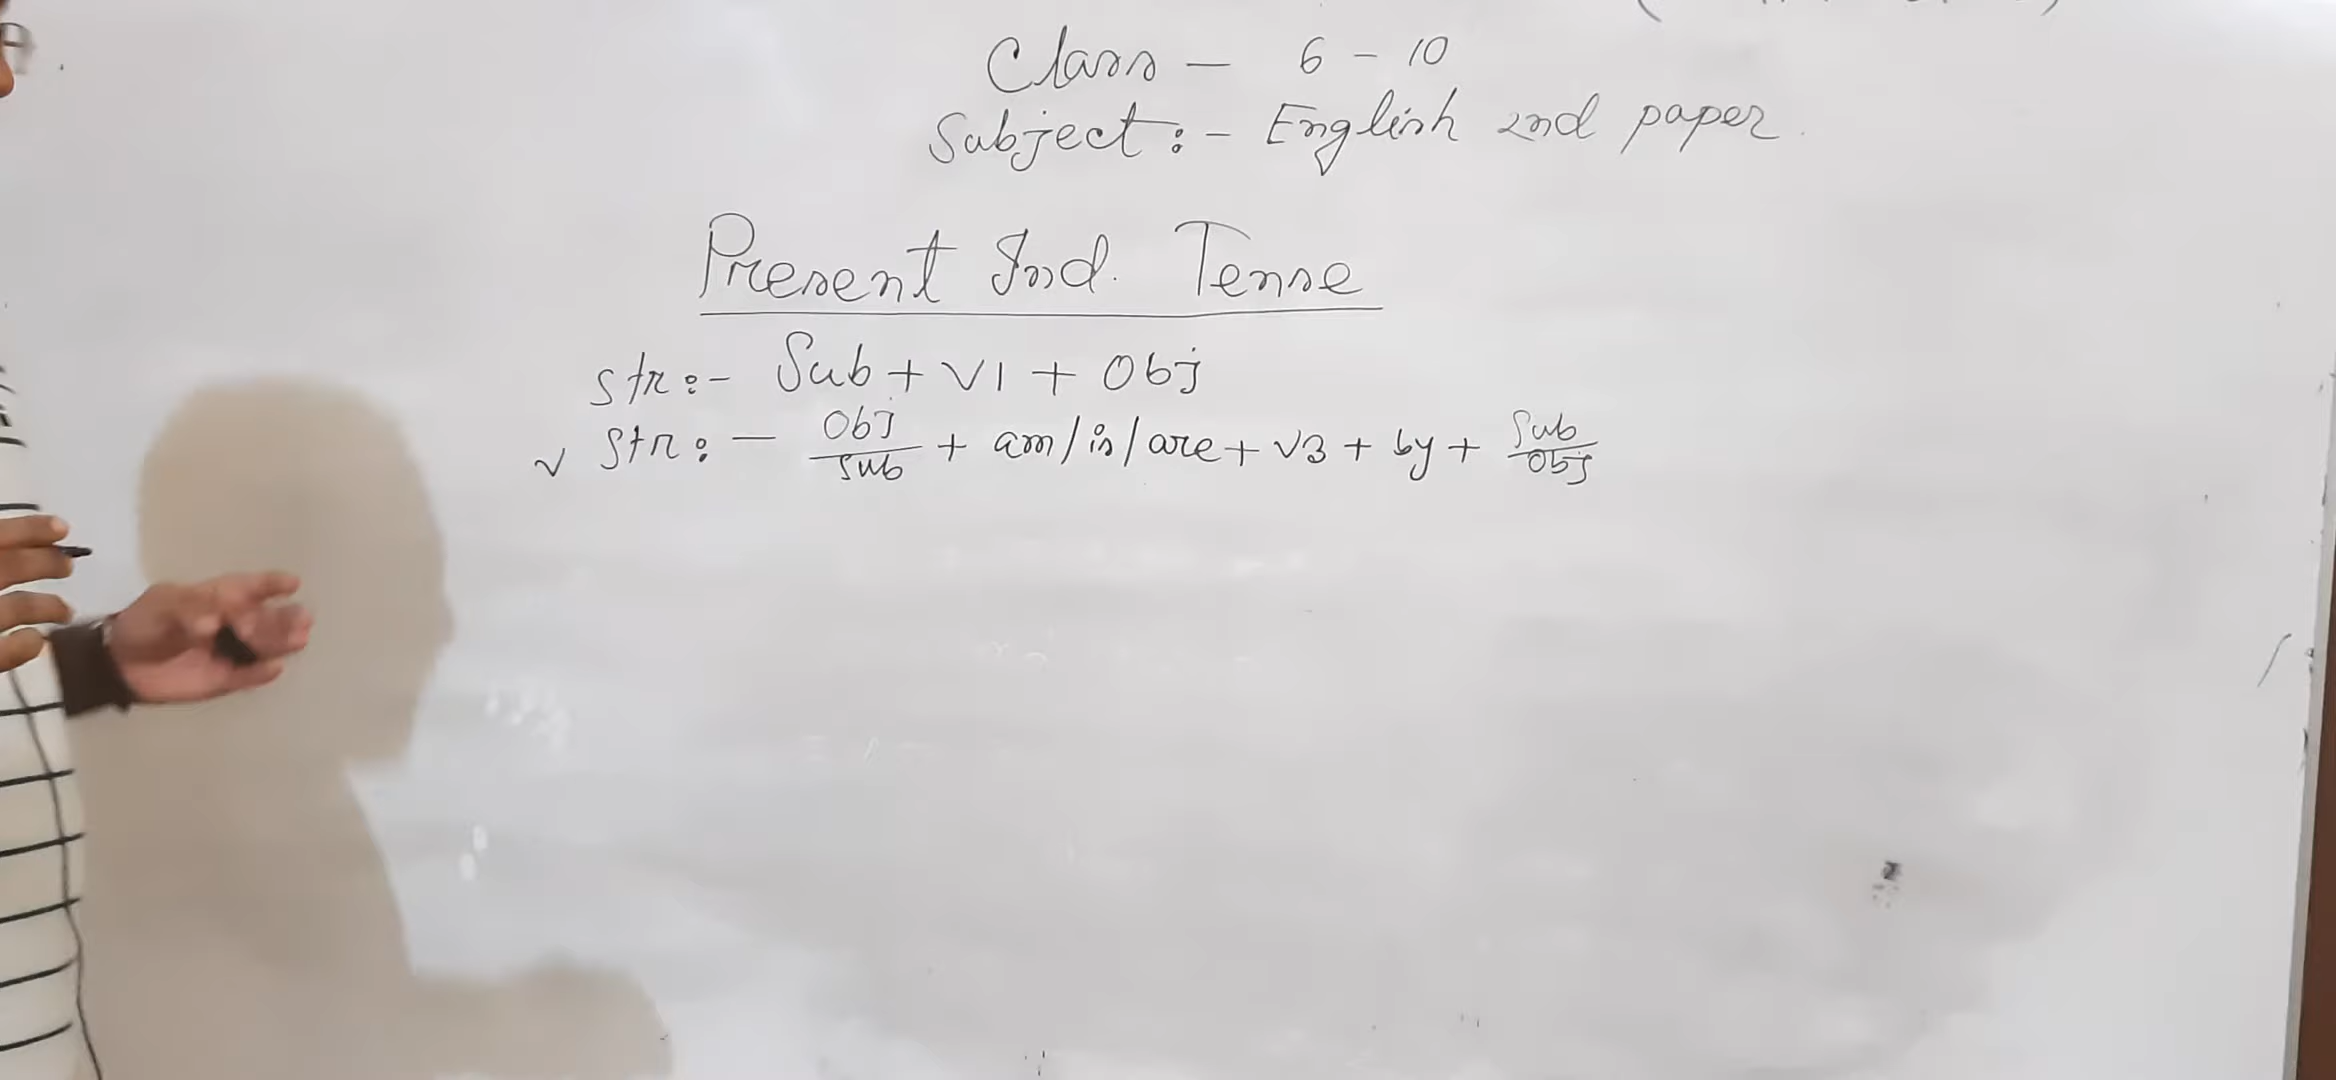 Class - 6 - 10
Subject :- English 2nd paper.
Present Ind. Tense
Str :- Sub + V1 + Obj
✓ Str : - Obj/Sub + am/is/are + V3 + by + Sub/Obj